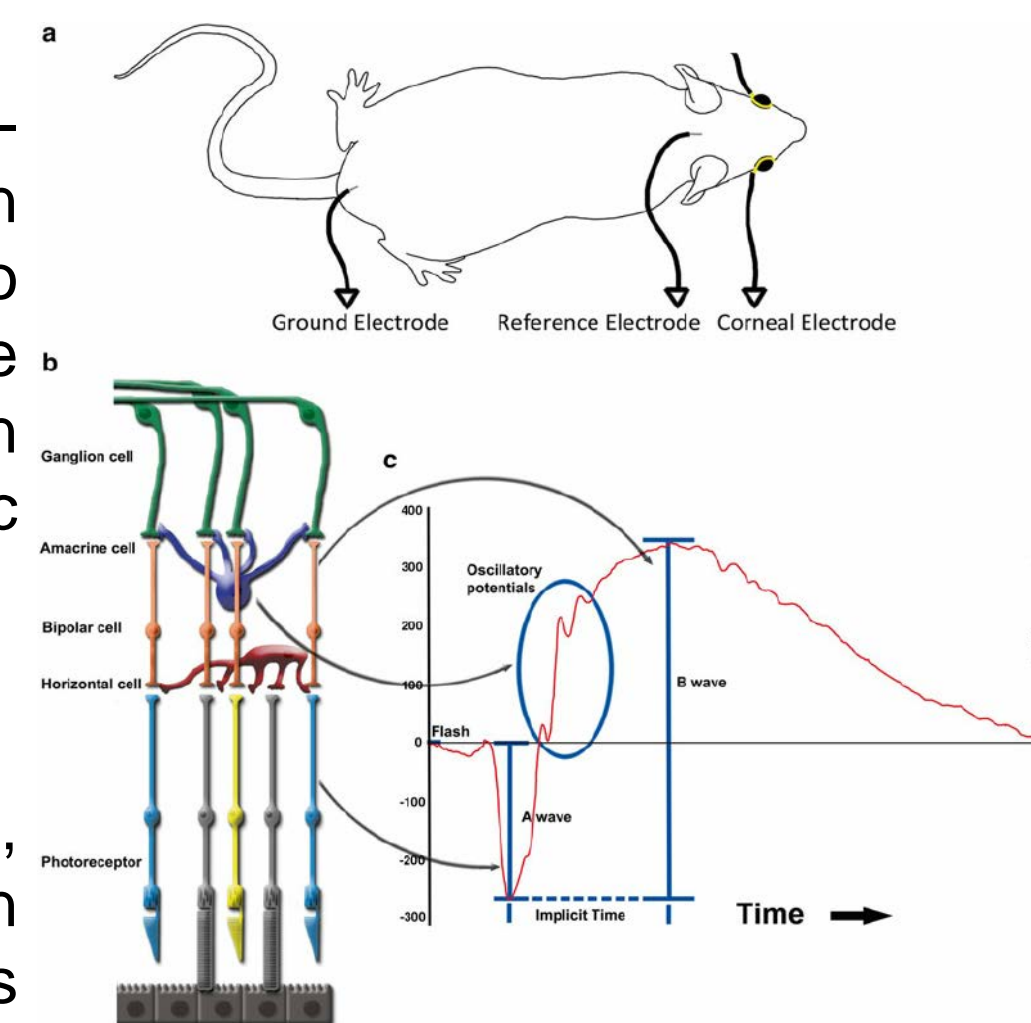 a
n
o
e
n
c
,
n
s
Ground Electrode
Reference Electrode
Corneal Electrode
b
Ganglion cell
Amacrine cell
Bipolar cell
Horizontal cell
Photoreceptor
c
400
300
200
100
0
-100
-200
-300
Oscillatory
potentials
Flash
B wave
A wave
Implicit Time
Time